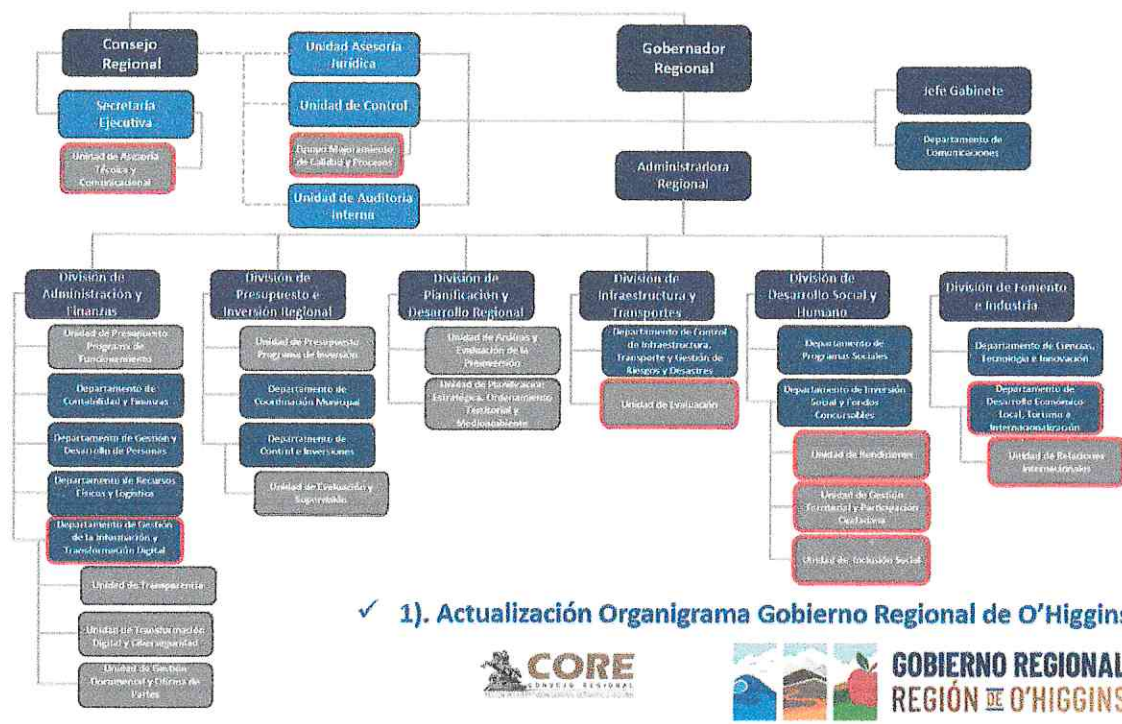 Consejo
Regional
Unidad Asesoría
Jurídica
Gobernador
Regional
Secretaría
Ejecutiva
Unidad de Control
Jefe Gabinete
Unidad de Asesoría
Técnica y
Comunicacional
Equipo Mejoramiento
de Calidad y Procesos
Departamento de
Comunicaciones
Administradora
Regional
Unidad de Auditoría
Interna
División de
Administración y
Finanzas
Unidad de Presupuesto
Programa de
Funcionamiento
Departamento de
Contabilidad y Finanzas
Departamento de Gestión y
Desarrollo de Personas
Departamento de Recursos
Físicos y Logística
Departamento de Gestión
de la Información y
Transformación Digital
Unidad de Transparencia
Unidad de Transformación
Digital y Ciberseguridad
Unidad de Gestión
Documental y Oficina de
Partes
División de
Presupuesto e
Inversión Regional
Unidad de Presupuesto
Programa de Inversión
Departamento de
Coordinación Municipal
Departamento de
Control e Inversiones
Unidad de Evaluación y
Supervisión
División de
Planificación y
Desarrollo Regional
Unidad de Análisis y
Evaluación de la
Preinversión
Unidad de Planificación
Estratégica, Ordenamiento
Territorial y
Medioambiente
División de
Infraestructura y
Transportes
Departamento de Control
de Infraestructura,
Transporte y Gestión de
Riesgos y Desastres
Unidad de Evaluación
División de
Desarrollo Social y
Humano
Departamento de
Programas Sociales
Departamento de Inversión
Social y Fondos
Concursables
Unidad de Rendiciones
Unidad de Gestión
Territorial y Participación
Ciudadana
Unidad de Inclusión Social
División de Fomento
e Industria
Departamento de Ciencias,
Tecnología e Innovación
Departamento de
Desarrollo Económico
Local, Turismo e
Internacionalización
Unidad de Relaciones
Internacionales
✓ 1). Actualización Organigrama Gobierno Regional de O'Higgins
CORE
CONSEJO REGIONAL
GOBIERNO REGIONAL
REGIÓN DE O'HIGGINS